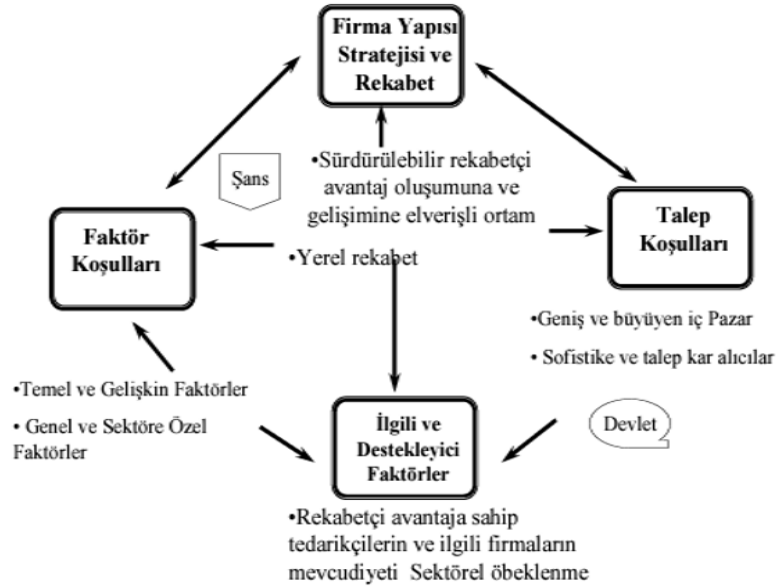 Firma Yapısı
Stratejisi ve
Rekabet
Şans
•Sürdürülebilir rekabetçi
avantaj oluşumuna ve
gelişimine elverişli ortam
•Yerel rekabet
Faktör
Koşulları
Talep
Koşulları
•Geniş ve büyüyen iç Pazar
• Sofistike ve talep kar alıcılar
•Temel ve Gelişkin Faktörler
• Genel ve Sektöre Özel
Faktörler
İlgili ve
Destekleyici
Faktörler
Devlet
•Rekabetçi avantaja sahip
tedarikçilerin ve ilgili firmaların
mevcudiyeti Sektörel öbeklenme